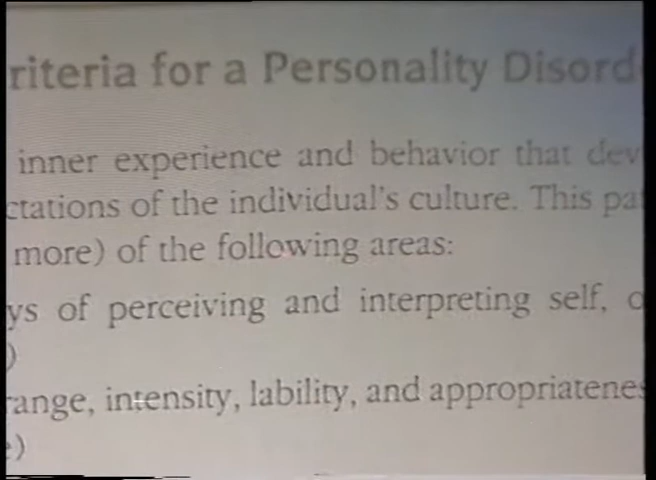 riteria for a Personality Disord
inner experience and behavior that dev
ctations of the individual's culture. This pa
more) of the following areas:
ys of perceiving and interpreting self, o
)
range, intensity, lability, and appropriatenes
e)